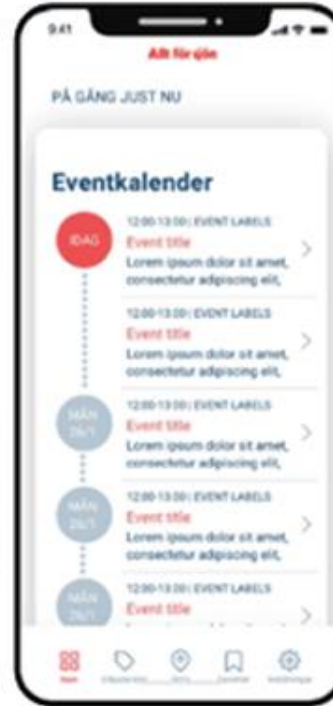 9:41
Allt för sjön
PÅ GÅNG JUST NU
Eventkalender
IDAG
12:00-13:00 | EVENT LABELS
Event title
Lorem ipsum dolor sit amet,
consectetur adipiscing elit,
12:00-13:00 | EVENT LABELS
Event title
Lorem ipsum dolor sit amet,
consectetur adipiscing elit,
MÅN
26/1
12:00-13:00 | EVENT LABELS
Event title
Lorem ipsum dolor sit amet,
consectetur adipiscing elit,
MÅN
26/1
12:00-13:00 | EVENT LABELS
Event title
Lorem ipsum dolor sit amet,
consectetur adipiscing elit,
MÅN
26/1
12:00-13:00 | EVENT LABELS
Event title